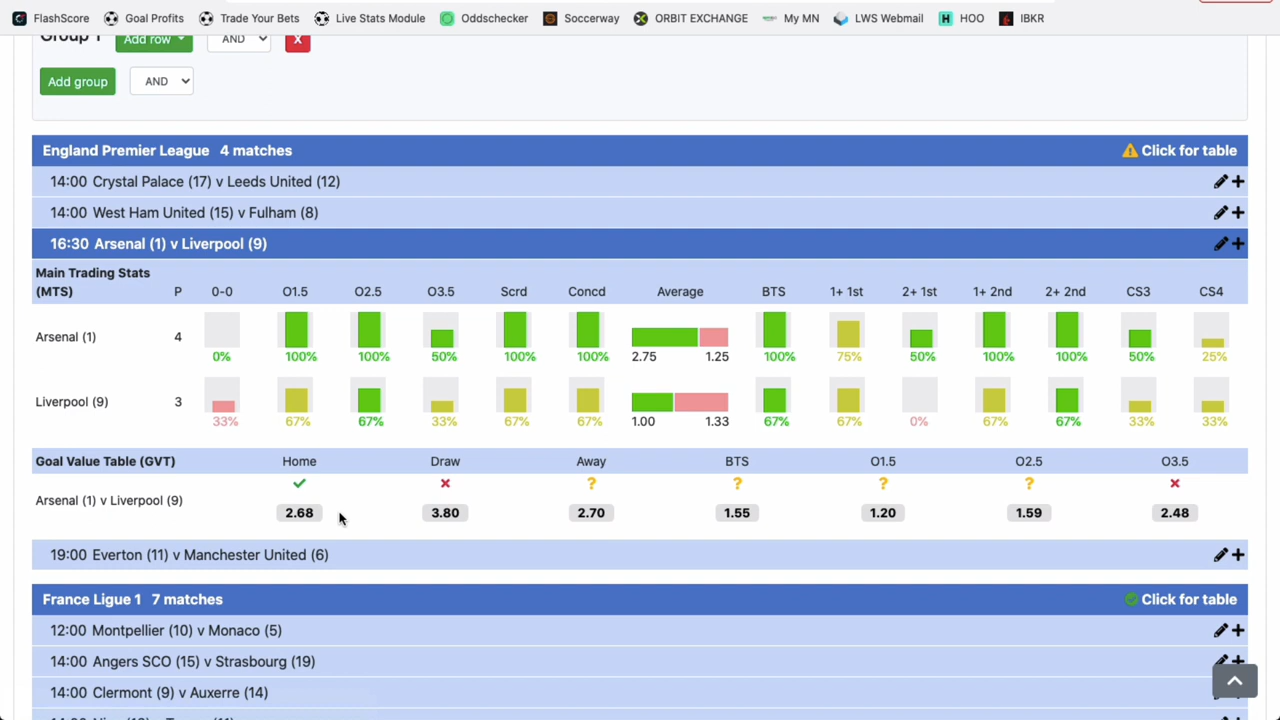 FlashScore Goal Profits Trade Your Bets Live Stats Module Oddschecker Soccerway ORBIT EXCHANGE My MN LWS Webmail HOO IBKR
Group 1 Add row AND X
Add group AND
England Premier League 4 matches Click for table
14:00 Crystal Palace (17) v Leeds United (12)
14:00 West Ham United (15) v Fulham (8)
16:30 Arsenal (1) v Liverpool (9)
Main Trading Stats
(MTS) P 0-0 O1.5 O2.5 O3.5 Scrd Concd Average BTS 1+ 1st 2+ 1st 1+ 2nd 2+ 2nd CS3 CS4
Arsenal (1) 4
0% 100% 100% 50% 100% 100% 2.75 1.25 100% 75% 50% 100% 100% 50% 25%
Liverpool (9) 3
33% 67% 67% 33% 67% 67% 1.00 1.33 67% 67% 0% 67% 67% 33% 33%
Goal Value Table (GVT) Home Draw Away BTS O1.5 O2.5 O3.5
? ? ? ?
Arsenal (1) v Liverpool (9)
2.68 3.80 2.70 1.55 1.20 1.59 2.48
19:00 Everton (11) v Manchester United (6)
France Ligue 1 7 matches Click for table
12:00 Montpellier (10) v Monaco (5)
14:00 Angers SCO (15) v Strasbourg (19)
14:00 Clermont (9) v Auxerre (14)